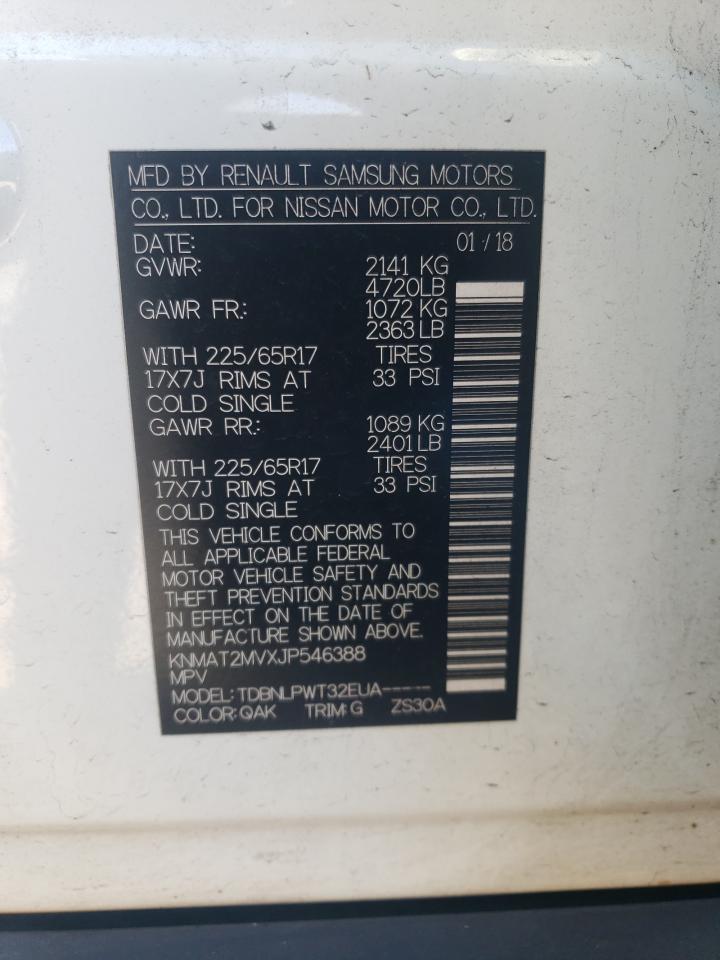 MFD BY RENAULT SAMSUNG MOTORS
CO., LTD. FOR NISSAN MOTOR CO., LTD.
DATE: 01/18
GVWR: 2141 KG
4720LB
GAWR FR.: 1072 KG
2363 LB
WITH 225/65R17 TIRES
17X7J RIMS AT 33 PSI
COLD SINGLE
GAWR RR.: 1089 KG
2401LB
WITH 225/65R17 TIRES
17X7J RIMS AT 33 PSI
COLD SINGLE
THIS VEHICLE CONFORMS TO
ALL APPLICABLE FEDERAL
MOTOR VEHICLE SAFETY AND
THEFT PREVENTION STANDARDS
IN EFFECT ON THE DATE OF
MANUFACTURE SHOWN ABOVE.
KNMAT2MVXJP546388
MPV
MODEL: TDBNLPWT32EUA-----
COLOR:QAK TRIM:G ZS30A